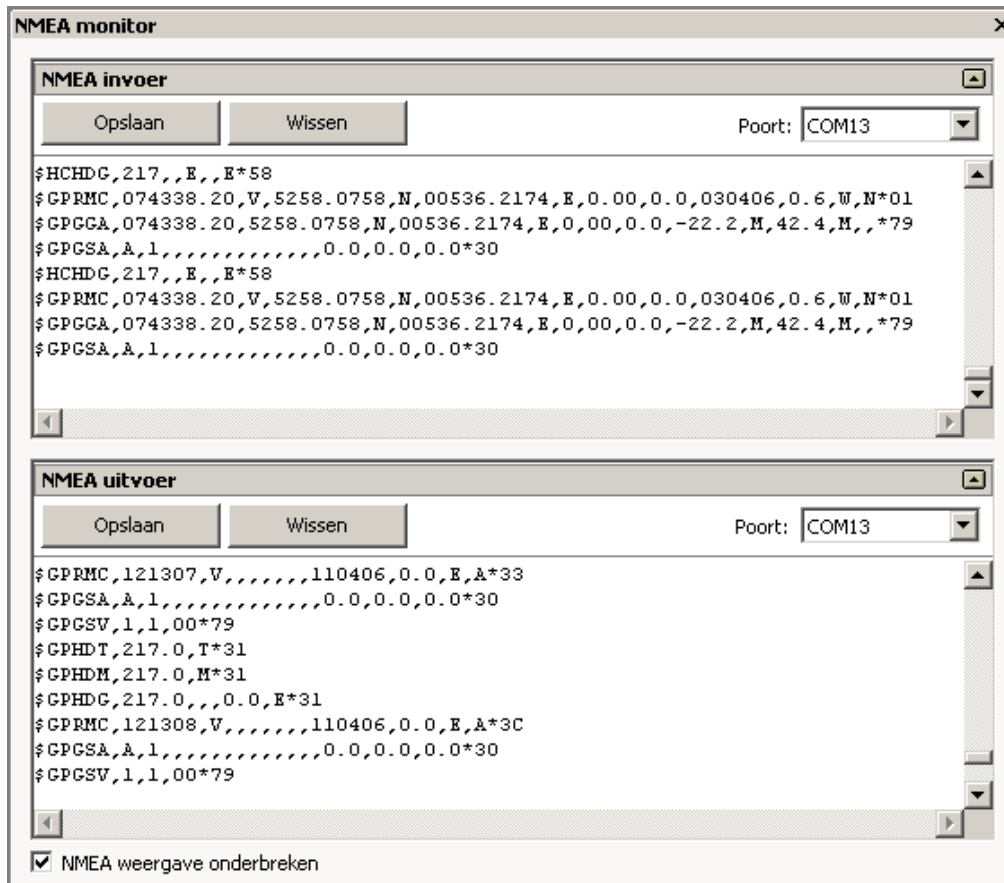 NMEA monitor
NMEA invoer
Opslaan Wissen Poort: COM13
$HCHDG,217,,E,,E*58
$GPRMC,074338.20,V,5258.0758,N,00536.2174,E,0.00,0.0,030406,0.6,W,N*01
$GPGGA,074338.20,5258.0758,N,00536.2174,E,0,00,0.0,-22.2,M,42.4,M,,*79
$GPGSA,A,1,,,,,,,,,,,,,0.0,0.0,0.0*30
$HCHDG,217,,E,,E*58
$GPRMC,074338.20,V,5258.0758,N,00536.2174,E,0.00,0.0,030406,0.6,W,N*01
$GPGGA,074338.20,5258.0758,N,00536.2174,E,0,00,0.0,-22.2,M,42.4,M,,*79
$GPGSA,A,1,,,,,,,,,,,,,0.0,0.0,0.0*30
NMEA uitvoer
Opslaan Wissen Poort: COM13
$GPRMC,121307,V,,,,,,,110406,0.0,E,A*33
$GPGSA,A,1,,,,,,,,,,,,,0.0,0.0,0.0*30
$GPGSV,1,1,00*79
$GPHDT,217.0,T*31
$GPHDM,217.0,M*31
$GPHDG,217.0,,,0.0,E*31
$GPRMC,121308,V,,,,,,,110406,0.0,E,A*3C
$GPGSA,A,1,,,,,,,,,,,,,0.0,0.0,0.0*30
$GPGSV,1,1,00*79
NMEA weergave onderbreken